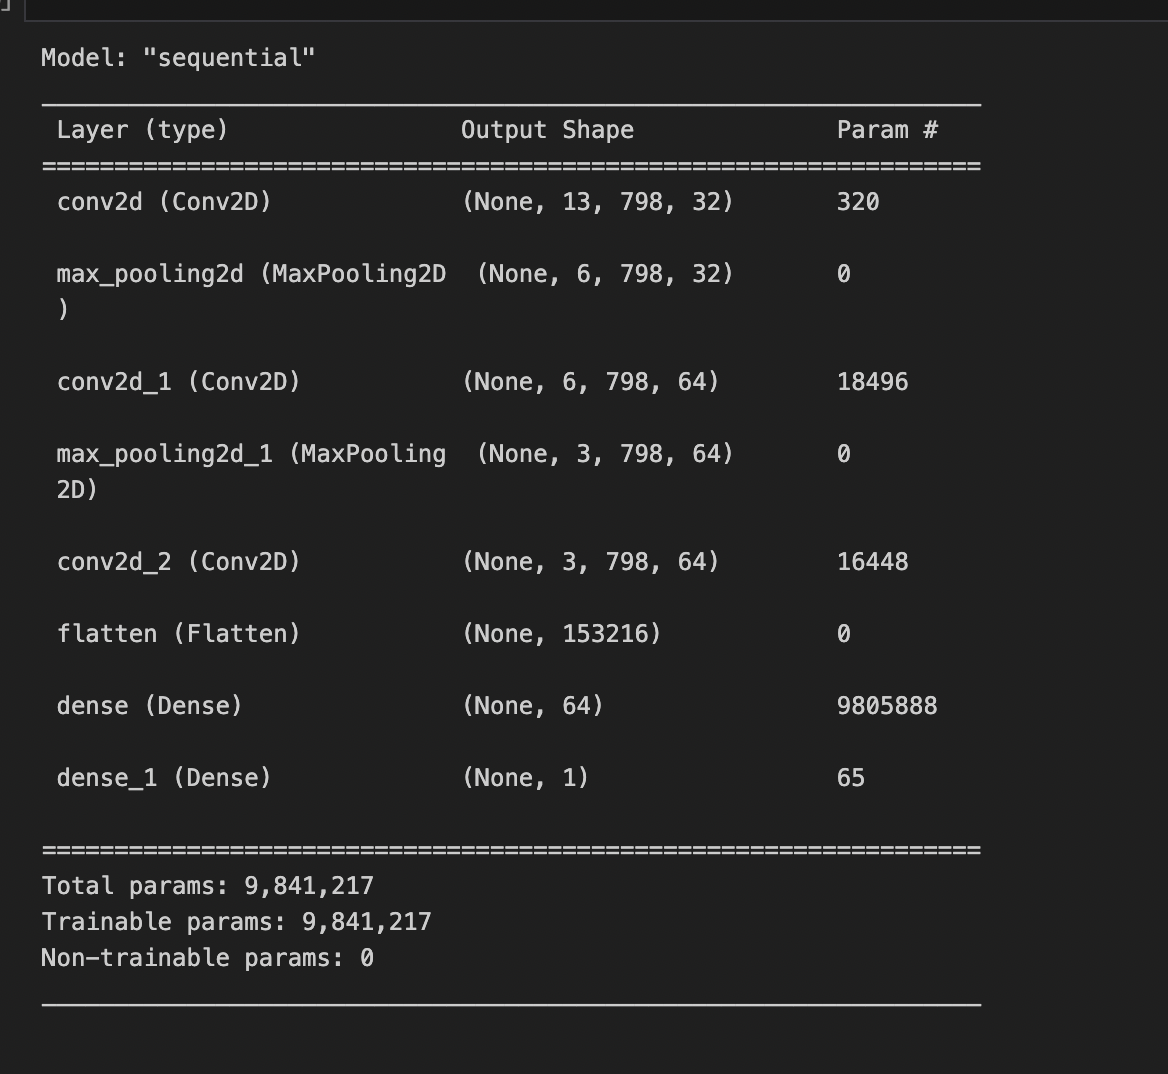 Model: "sequential"
Layer (type) Output Shape Param #
=================================================================
conv2d (Conv2D) (None, 13, 798, 32) 320
max_pooling2d (MaxPooling2D (None, 6, 798, 32) 0
)
conv2d_1 (Conv2D) (None, 6, 798, 64) 18496
max_pooling2d_1 (MaxPooling (None, 3, 798, 64) 0
2D)
conv2d_2 (Conv2D) (None, 3, 798, 64) 16448
flatten (Flatten) (None, 153216) 0
dense (Dense) (None, 64) 9805888
dense_1 (Dense) (None, 1) 65
=================================================================
Total params: 9,841,217
Trainable params: 9,841,217
Non-trainable params: 0